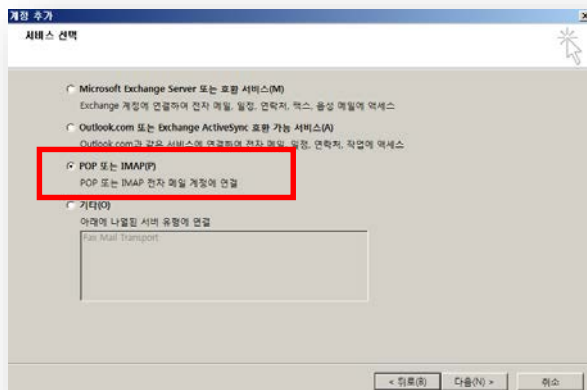 계정 추가
서비스 선택
Microsoft Exchange Server 또는 호환 서비스(M)
Exchange 계정에 연결하여 전자 메일, 일정, 연락처, 팩스, 음성 메일에 액세스
Outlook.com 또는 Exchange ActiveSync 호환 가능 서비스(A)
Outlook.com과 같은 서비스에 연결하여 전자 메일, 일정, 연락처, 작업에 액세스
POP 또는 IMAP(P)
POP 또는 IMAP 전자 메일 계정에 연결
기타(O)
아래에 나열된 서버 유형에 연결
Fax Mail Transport
< 뒤로(B) 다음(N) > 취소